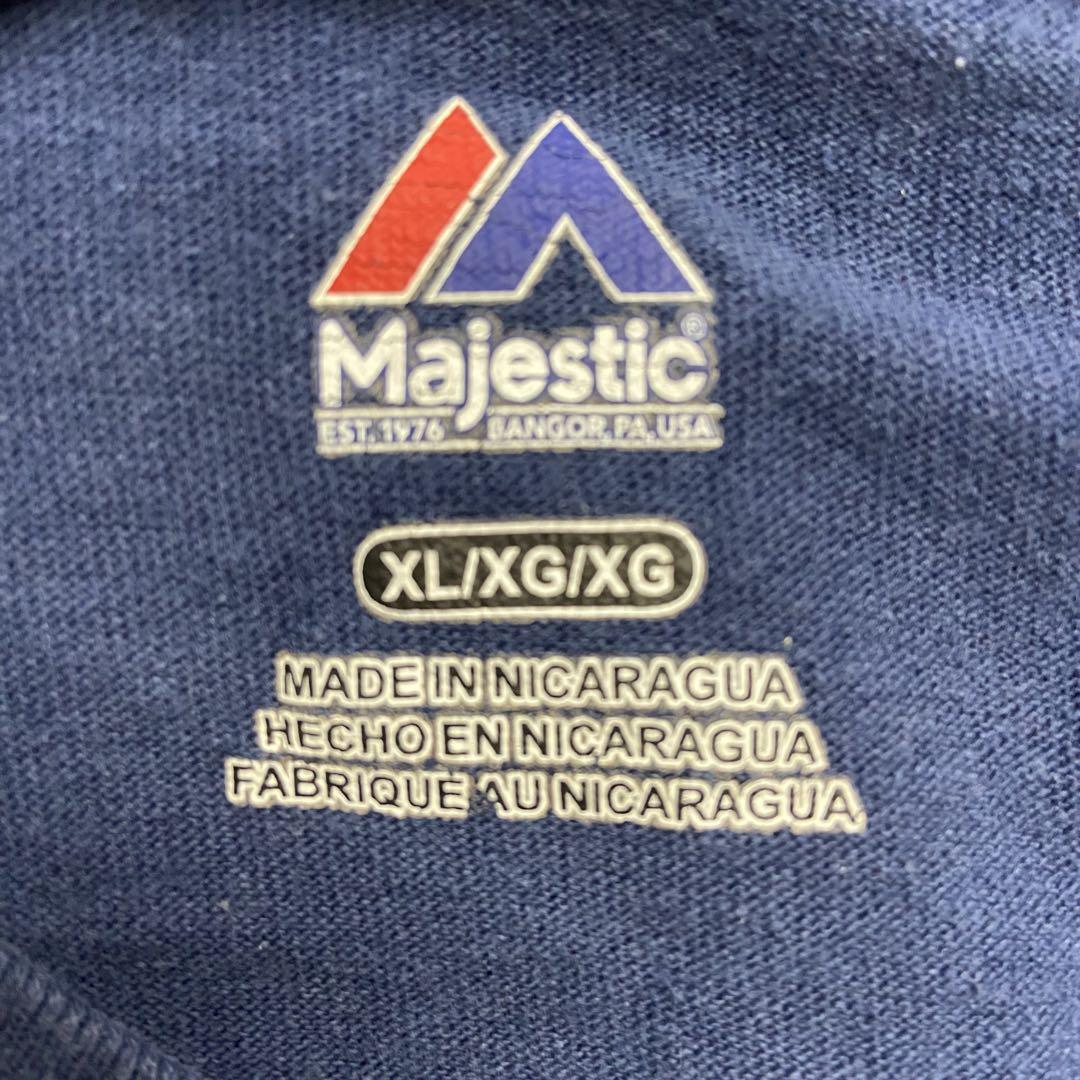 Majestic®
EST. 1976 BANGOR, PA, USA
XL/XG/XG
MADE IN NICARAGUA
HECHO EN NICARAGUA
FABRIQUE AU NICARAGUA